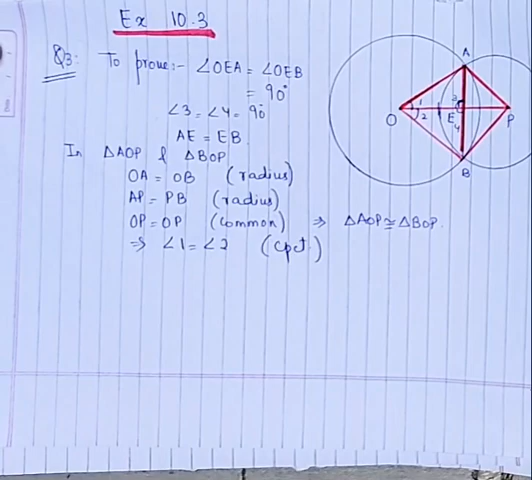 Ex 10.3
Q3: To prove:- ∠OEA = ∠OEB
= 90°
∠3 = ∠4 = 90°
AE = EB
In △AOP & △BOP
OA = OB (radius)
AP = PB (radius)
OP = OP (common) ⇒ △AOP ≅ △BOP.
⇒ ∠1 = ∠2 (Cpct.)
A
O 1 2 E 3 4 P
B